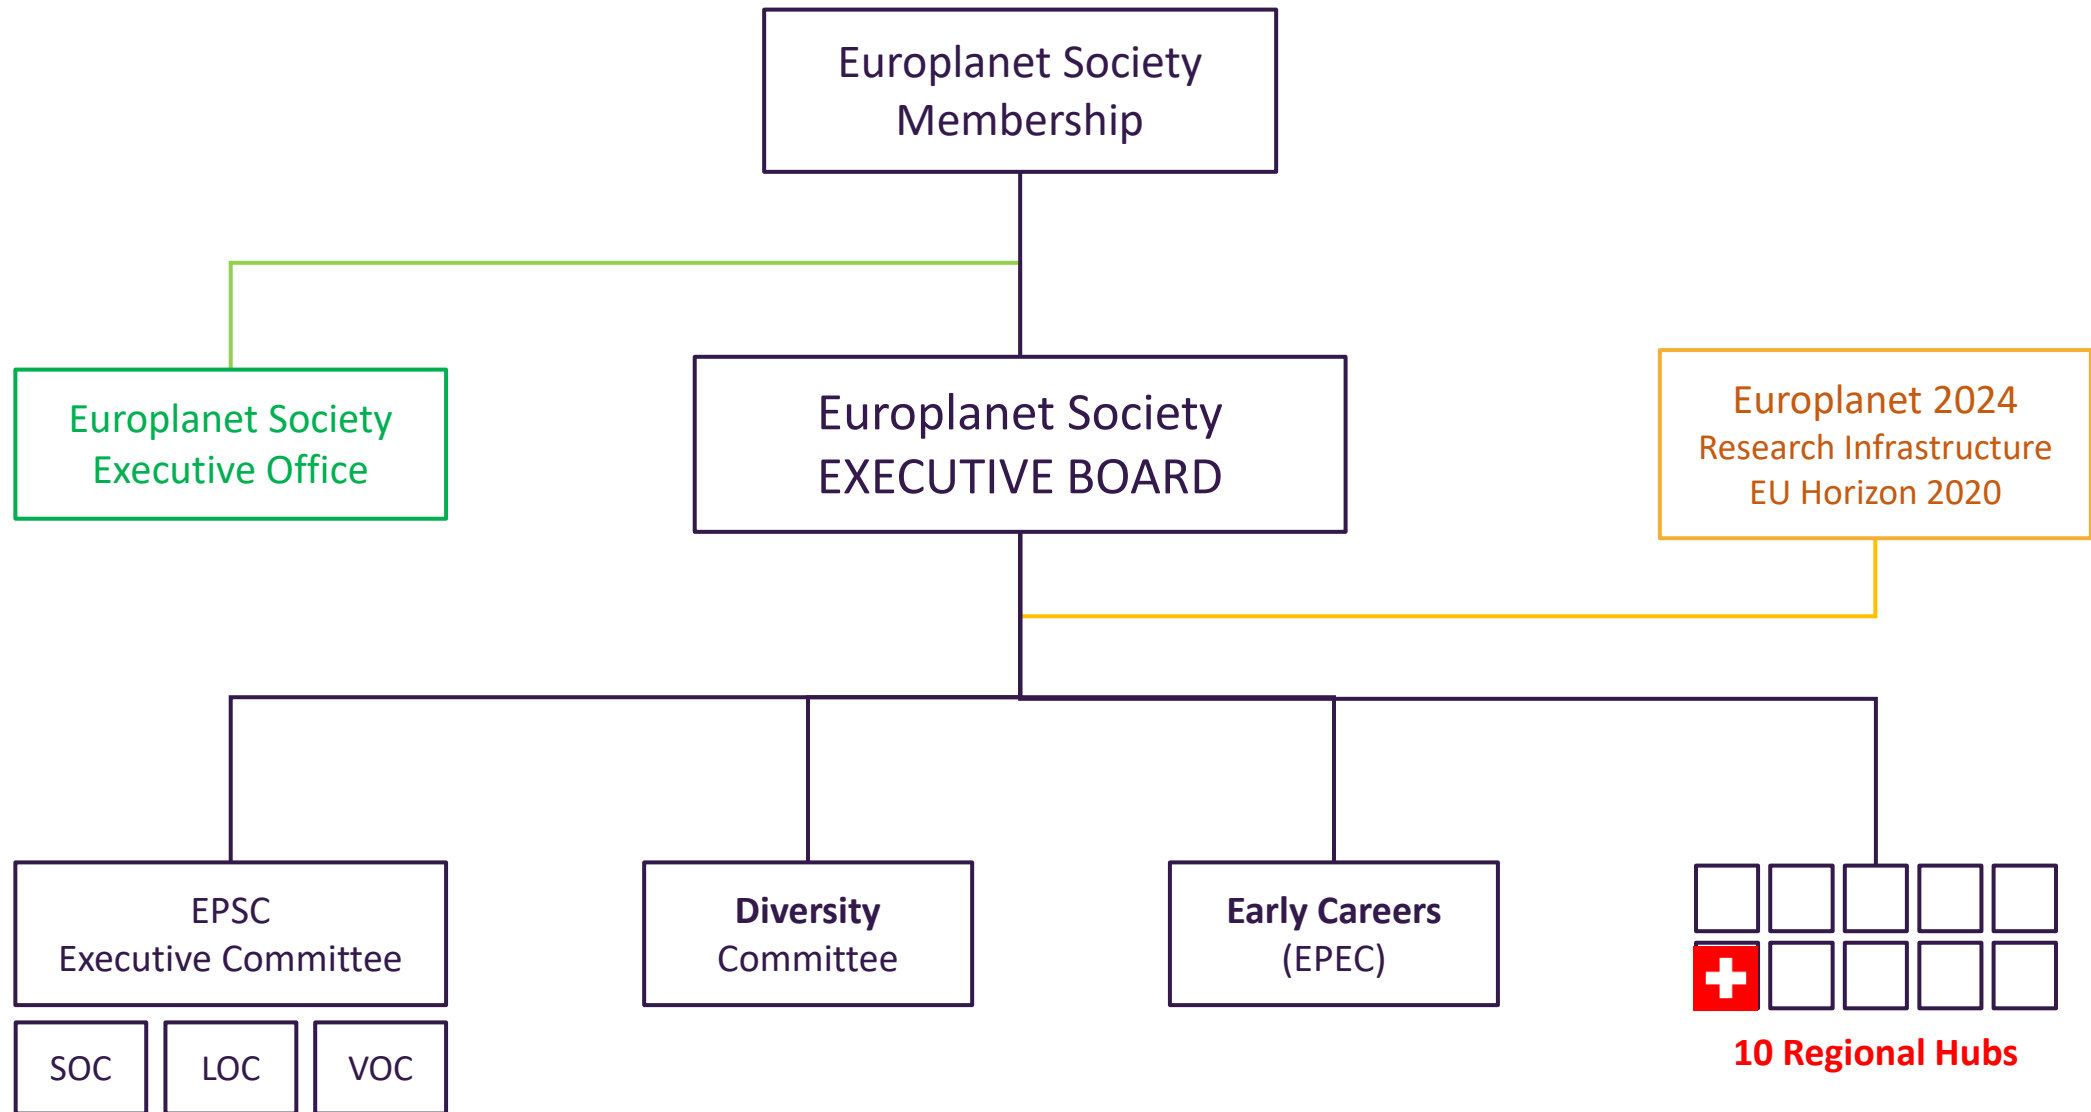 Europlanet Society
Membership
Europlanet Society
Executive Office
Europlanet Society
EXECUTIVE BOARD
Europlanet 2024
Research Infrastructure
EU Horizon 2020
EPSC
Executive Committee
SOC
LOC
VOC
Diversity
Committee
Early Careers
(EPEC)
10 Regional Hubs